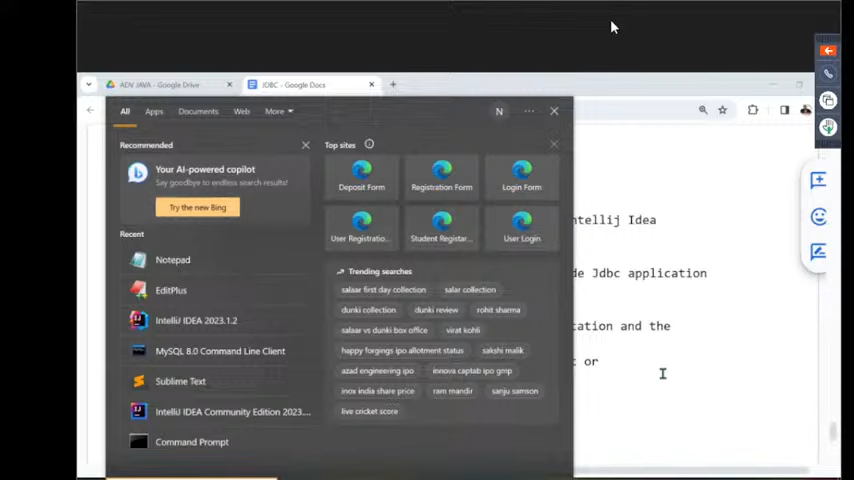 ADV JAVA - Google Drive
JDBC - Google Docs
All
Apps
Documents
Web
More
N
Recommended
Your AI-powered copilot
Say goodbye to endless search results!
Try the new Bing
Recent
Notepad
EditPlus
IntelliJ IDEA 2023.1.2
MySQL 8.0 Command Line Client
Sublime Text
IntelliJ IDEA Community Edition 2023....
Command Prompt
Top sites
Deposit Form
Registration Form
Login Form
User Registratio...
Student Registar...
User Login
Trending searches
salaar first day collection
salar collection
dunki collection
dunki review
rohit sharma
salaar vs dunki box office
virat kohli
happy forgings ipo allotment status
sakshi malik
azad engineering ipo
innova captab ipo gmp
inox india share price
ram mandir
sanju samson
live cricket score
ntellij Idea
de Jdbc application
cation and the
t or